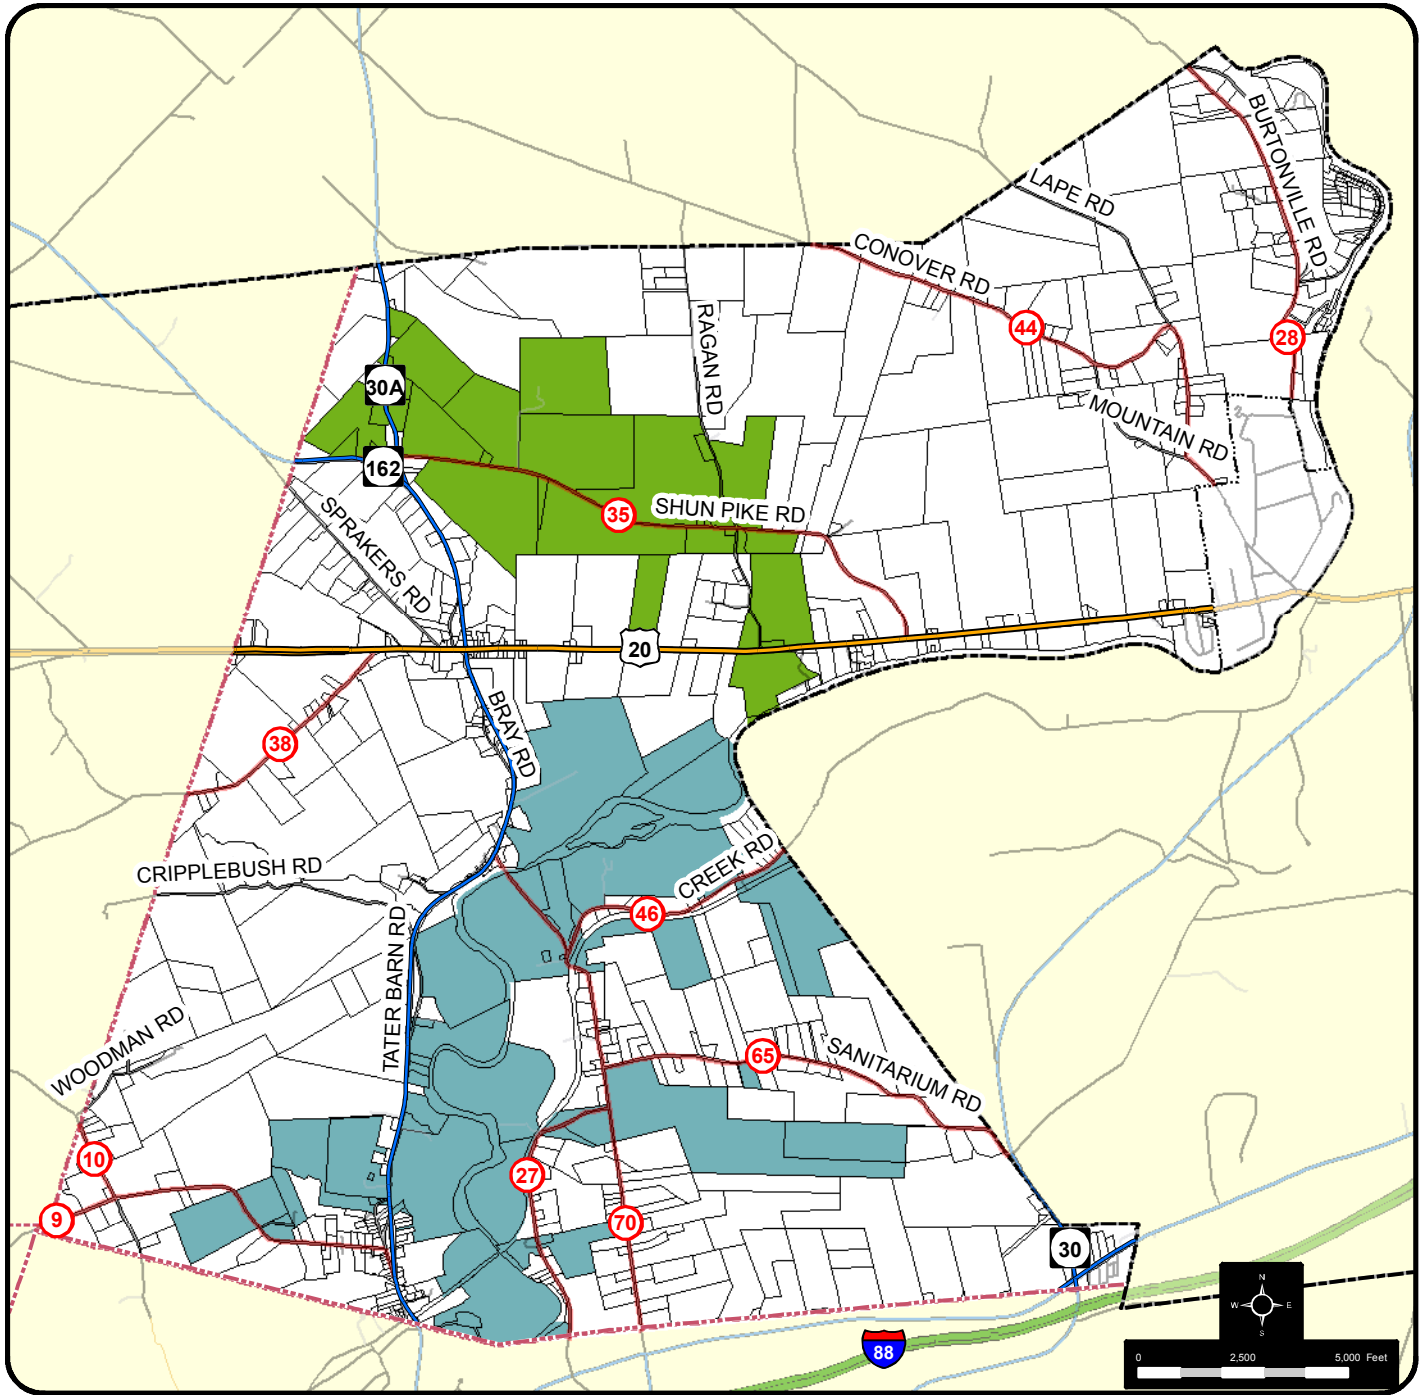 BURTONVILLE RD
LAPE RD
CONOVER RD
RAGAN RD
44
28
30A
MOUNTAIN RD
162
SPRAKERS RD
35
SHUN PIKE RD
20
BRAY RD
38
CRIPPLEBUSH RD
CREEK RD
46
TATER BARN RD
WOODMAN RD
65
SANITARIUM RD
10
27
9
70
30
N
W E
S
88
0 2,500 5,000 Feet